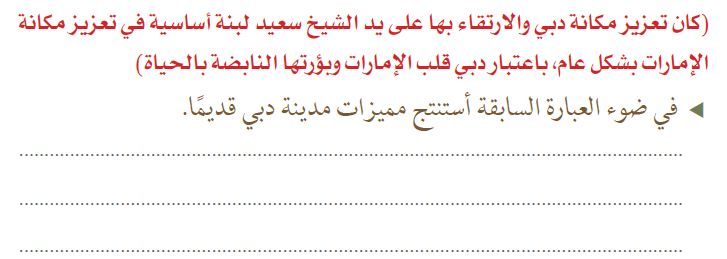 (كان تعزيز مكانة دبي والارتقاء بها على يد الشيخ سعيد لبنة أساسية في تعزيز مكانة
الإمارات بشكل عام، باعتبار دبي قلب الإمارات وبؤرتها النابضة بالحياة)
◀ في ضوء العبارة السابقة أستنتج مميزات مدينة دبي قديمًا.